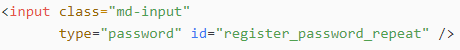 <input class="md-input"
type="password" id="register_password_repeat" />